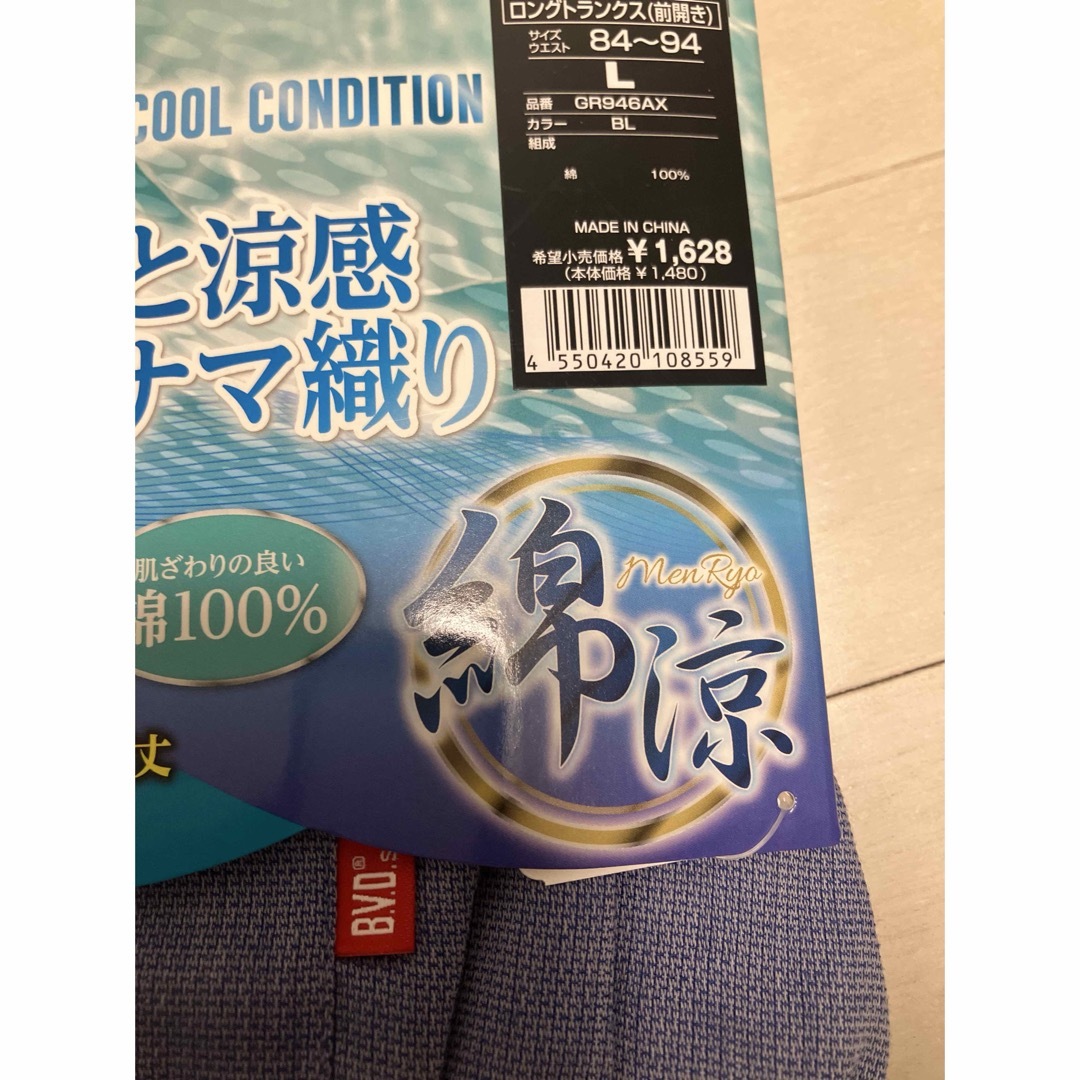 ロングトランクス(前開き)
サイズ
ウエスト 84〜94
L
品番 GR946AX
カラー BL
組成
綿 100%
MADE IN CHINA
希望小売価格 ¥1,628
(本体価格 ¥1,480)
4 550420 108559
COOL CONDITION
と涼感
ナマ織り
肌ざわりの良い
綿100%
MenRyo
綿涼
丈
B.V.D.®